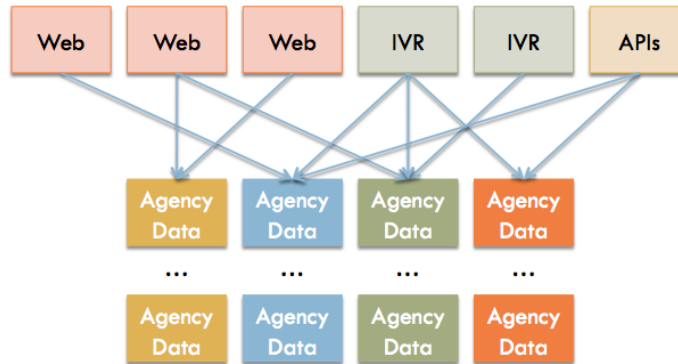 Web Web Web IVR IVR APIs
Agency Agency Agency Agency
Data Data Data Data
... ... ... ...
Agency Agency Agency Agency
Data Data Data Data